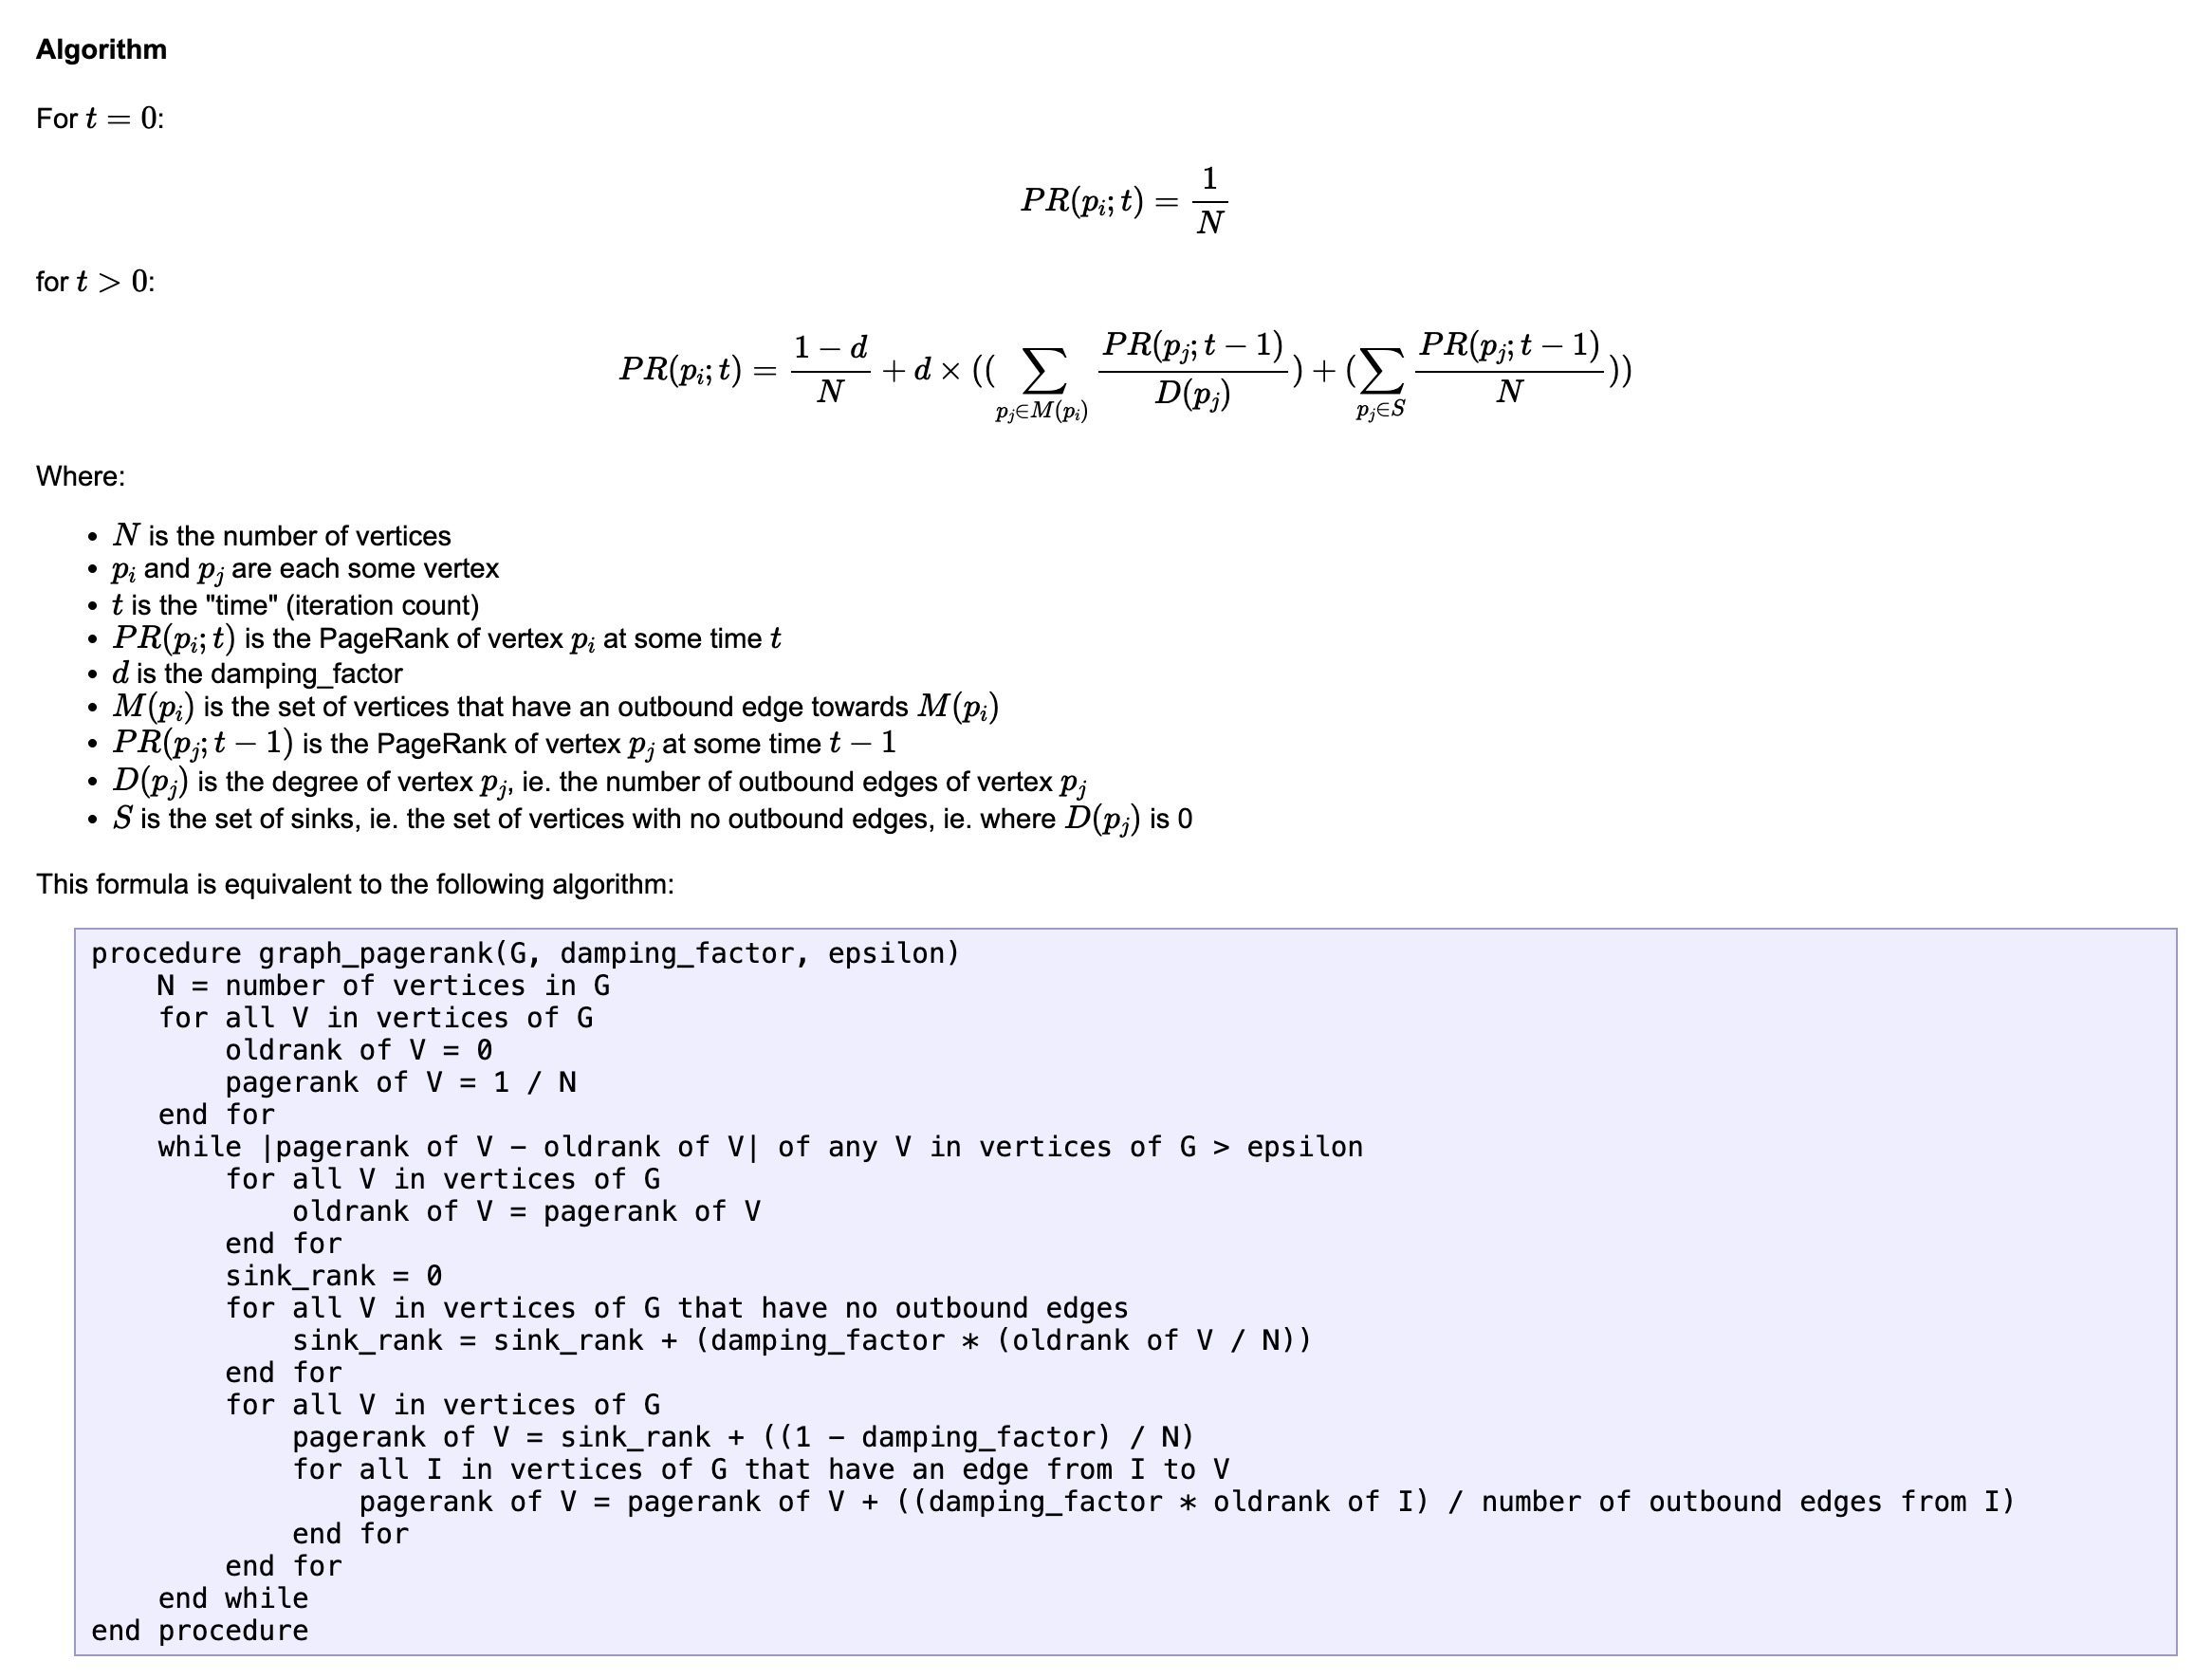 Algorithm
For t = 0:
PR(p_i; t) = \frac{1}{N}
for t > 0:
PR(p_i; t) = \frac{1 - d}{N} + d × ((\sum_{p_j ∈ M(p_i)} \frac{PR(p_j; t - 1)}{D(p_j)}) + (\sum_{p_j ∈ S} \frac{PR(p_j; t - 1)}{N}))
Where:
• N is the number of vertices
• p_i and p_j are each some vertex
• t is the "time" (iteration count)
• PR(p_i; t) is the PageRank of vertex p_i at some time t
• d is the damping_factor
• M(p_i) is the set of vertices that have an outbound edge towards M(p_i)
• PR(p_j; t − 1) is the PageRank of vertex p_j at some time t − 1
• D(p_j) is the degree of vertex p_j, ie. the number of outbound edges of vertex p_j
• S is the set of sinks, ie. the set of vertices with no outbound edges, ie. where D(p_j) is 0
This formula is equivalent to the following algorithm:
procedure graph_pagerank(G, damping_factor, epsilon)
    N = number of vertices in G
    for all V in vertices of G
        oldrank of V = 0
        pagerank of V = 1 / N
    end for
    while |pagerank of V − oldrank of V| of any V in vertices of G > epsilon
        for all V in vertices of G
            oldrank of V = pagerank of V
        end for
        sink_rank = 0
        for all V in vertices of G that have no outbound edges
            sink_rank = sink_rank + (damping_factor * (oldrank of V / N))
        end for
        for all V in vertices of G
            pagerank of V = sink_rank + ((1 − damping_factor) / N)
            for all I in vertices of G that have an edge from I to V
                pagerank of V = pagerank of V + ((damping_factor * oldrank of I) / number of outbound edges from I)
            end for
        end for
    end while
end procedure